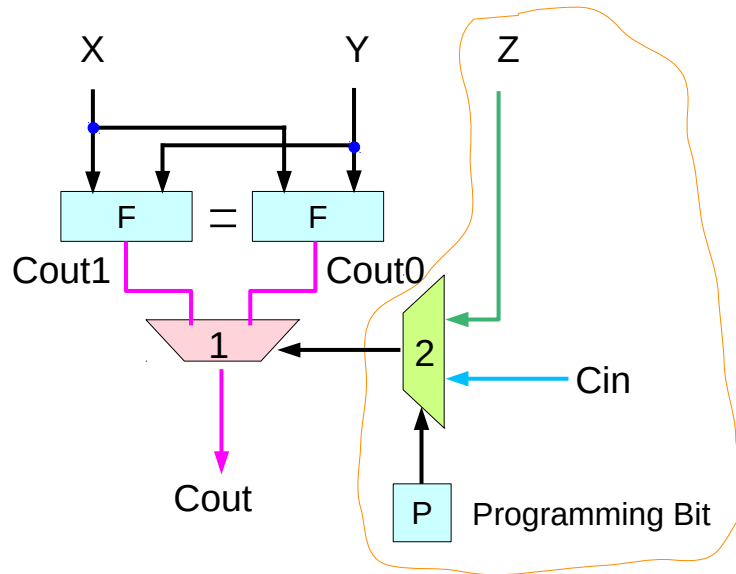 X Y Z
F = F
Cout1 Cout0
1
2
Cin
Cout
P Programming Bit